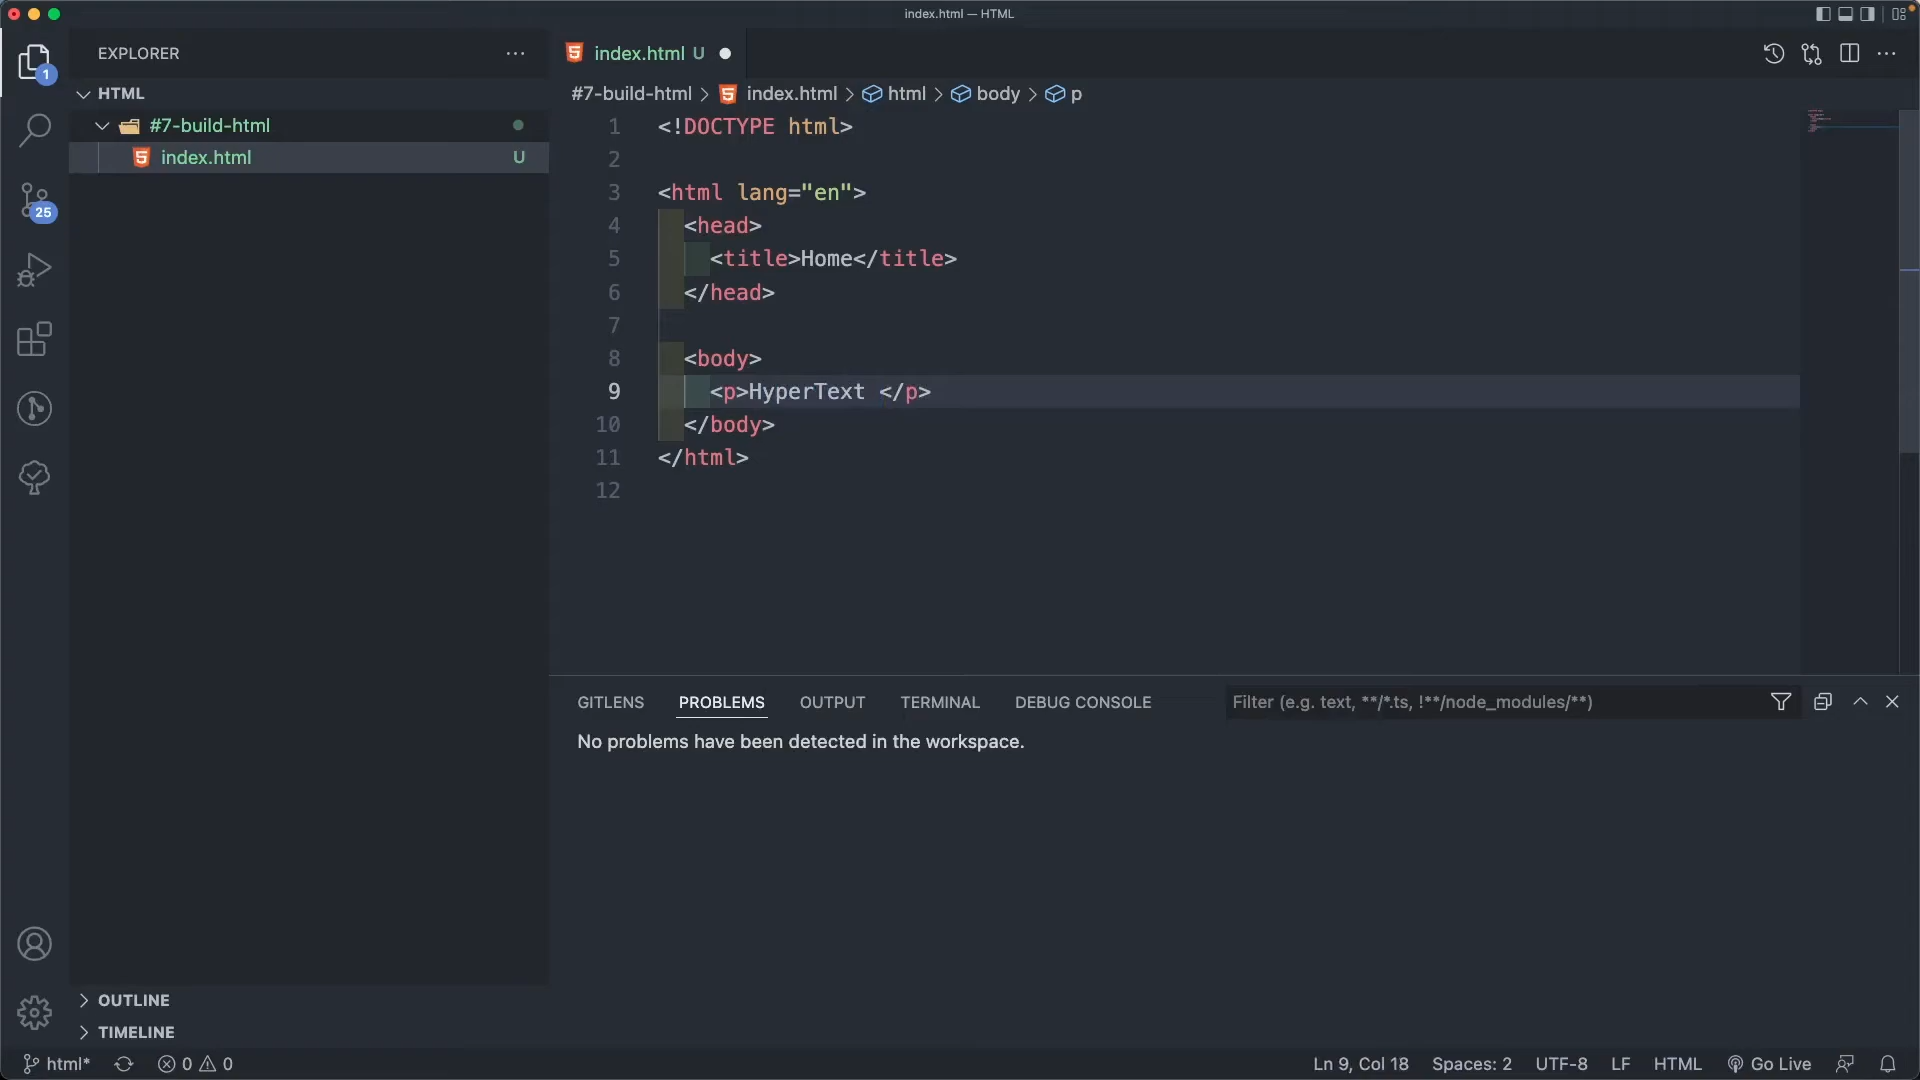 index.html — HTML
EXPLORER
HTML
#7-build-html
index.html U
OUTLINE
TIMELINE
1
25
index.html U
#7-build-html > index.html > html > body > p
1 <!DOCTYPE html>
2
3 <html lang="en">
4 <head>
5 <title>Home</title>
6 </head>
7
8 <body>
9 <p>HyperText </p>
10 </body>
11 </html>
12
GITLENS PROBLEMS OUTPUT TERMINAL DEBUG CONSOLE Filter (e.g. text, **/*.ts, !**/node_modules/**)
No problems have been detected in the workspace.
html* 0 0 Ln 9, Col 18 Spaces: 2 UTF-8 LF HTML Go Live